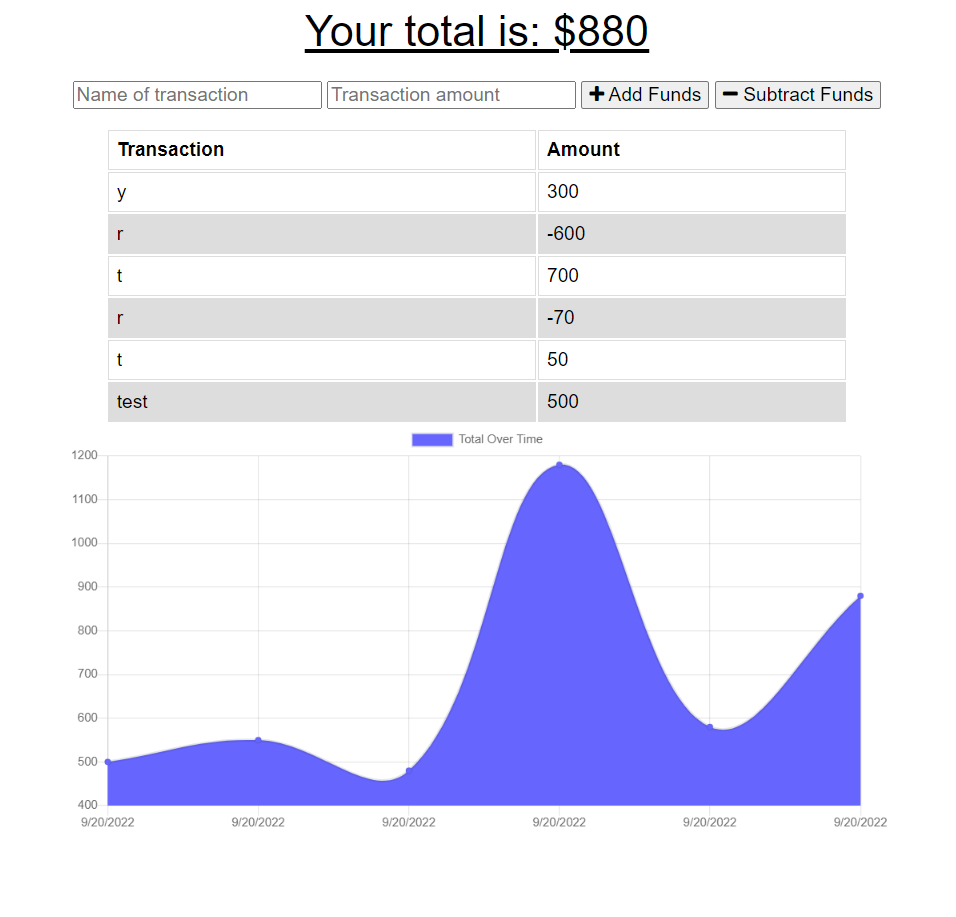 Your total is: $880
Name of transaction Transaction amount Add Funds Subtract Funds
Transaction Amount
y 300
r -600
t 700
r -70
t 50
test 500
Total Over Time
1200
1100
1000
900
800
700
600
500
400
9/20/2022 9/20/2022 9/20/2022 9/20/2022 9/20/2022 9/20/2022